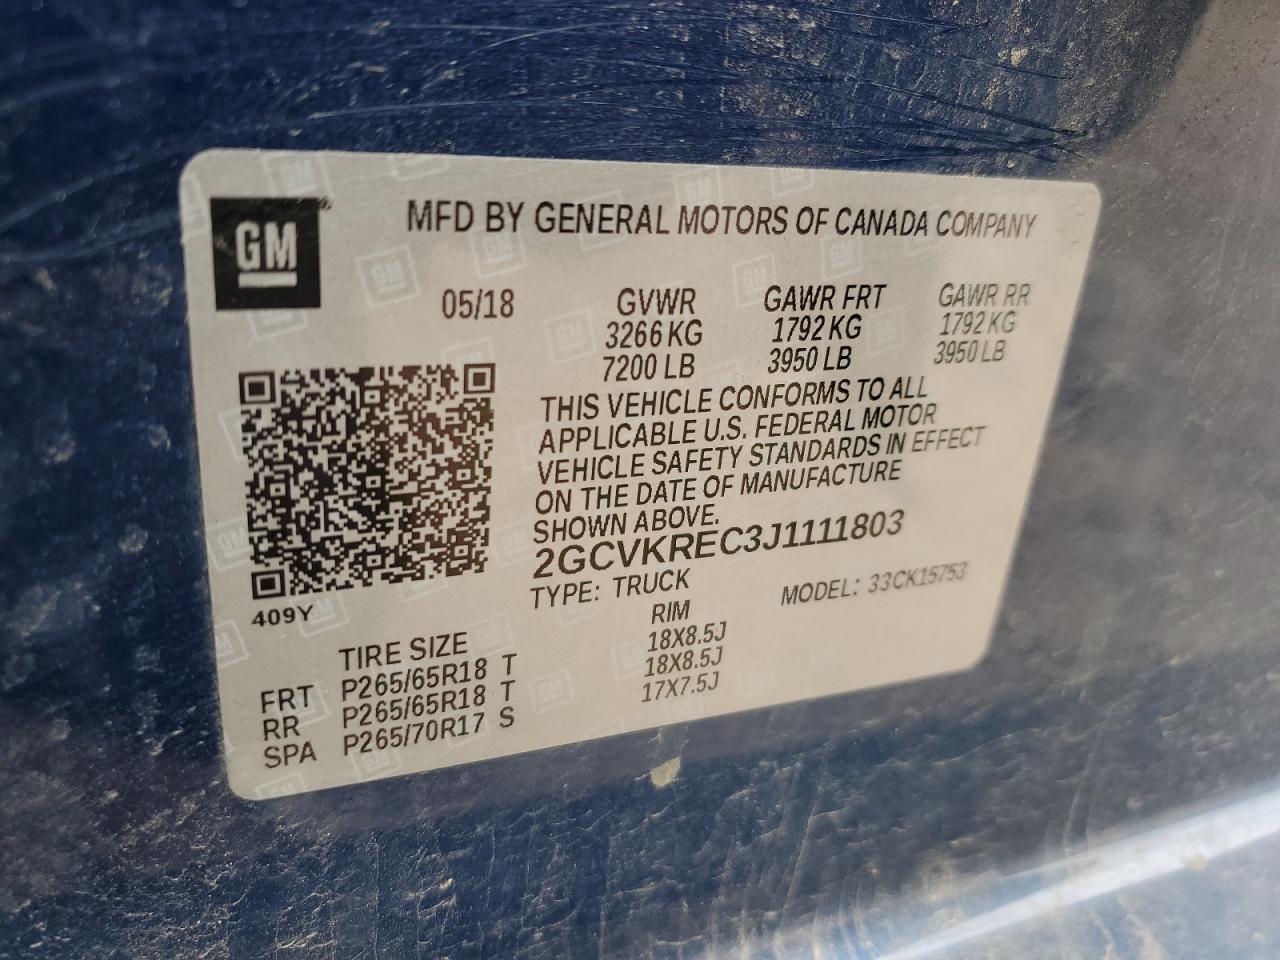 GM®
MFD BY GENERAL MOTORS OF CANADA COMPANY
05/18 GVWR GAWR FRT GAWR RR
3266 KG 1792 KG 1792 KG
7200 LB 3950 LB 3950 LB
THIS VEHICLE CONFORMS TO ALL
APPLICABLE U.S. FEDERAL MOTOR
VEHICLE SAFETY STANDARDS IN EFFECT
ON THE DATE OF MANUFACTURE
SHOWN ABOVE.
2GCVKREC3J1111803
TYPE: TRUCK MODEL: 33CK15753
409Y
TIRE SIZE RIM
FRT P265/65R18 T 18X8.5J
RR P265/65R18 T 18X8.5J
SPA P265/70R17 S 17X7.5J